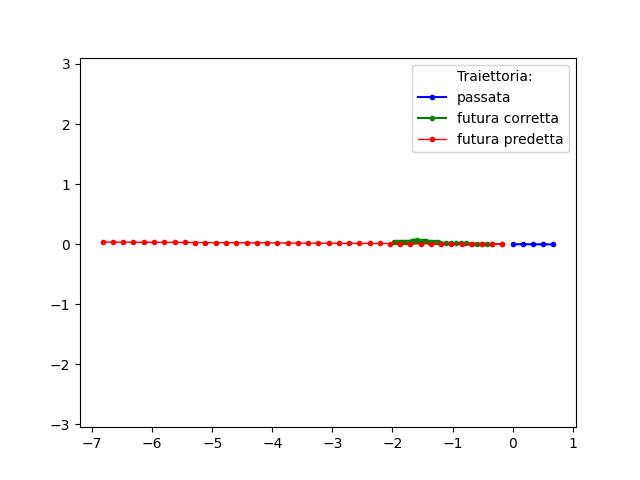 Traiettoria:
passata
futura corretta
futura predetta
3
2
1
0
−1
−2
−3
−7 −6 −5 −4 −3 −2 −1 0 1